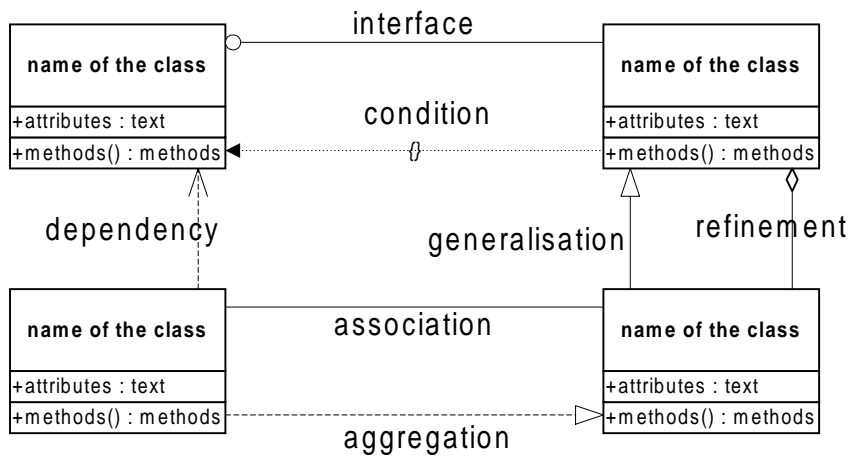 interface
name of the class
name of the class
+attributes : text
+attributes : text
condition
+methods() : methods
{}
+methods() : methods
dependency
generalisation
refinement
name of the class
name of the class
association
+attributes : text
+attributes : text
+methods() : methods
+methods() : methods
aggregation